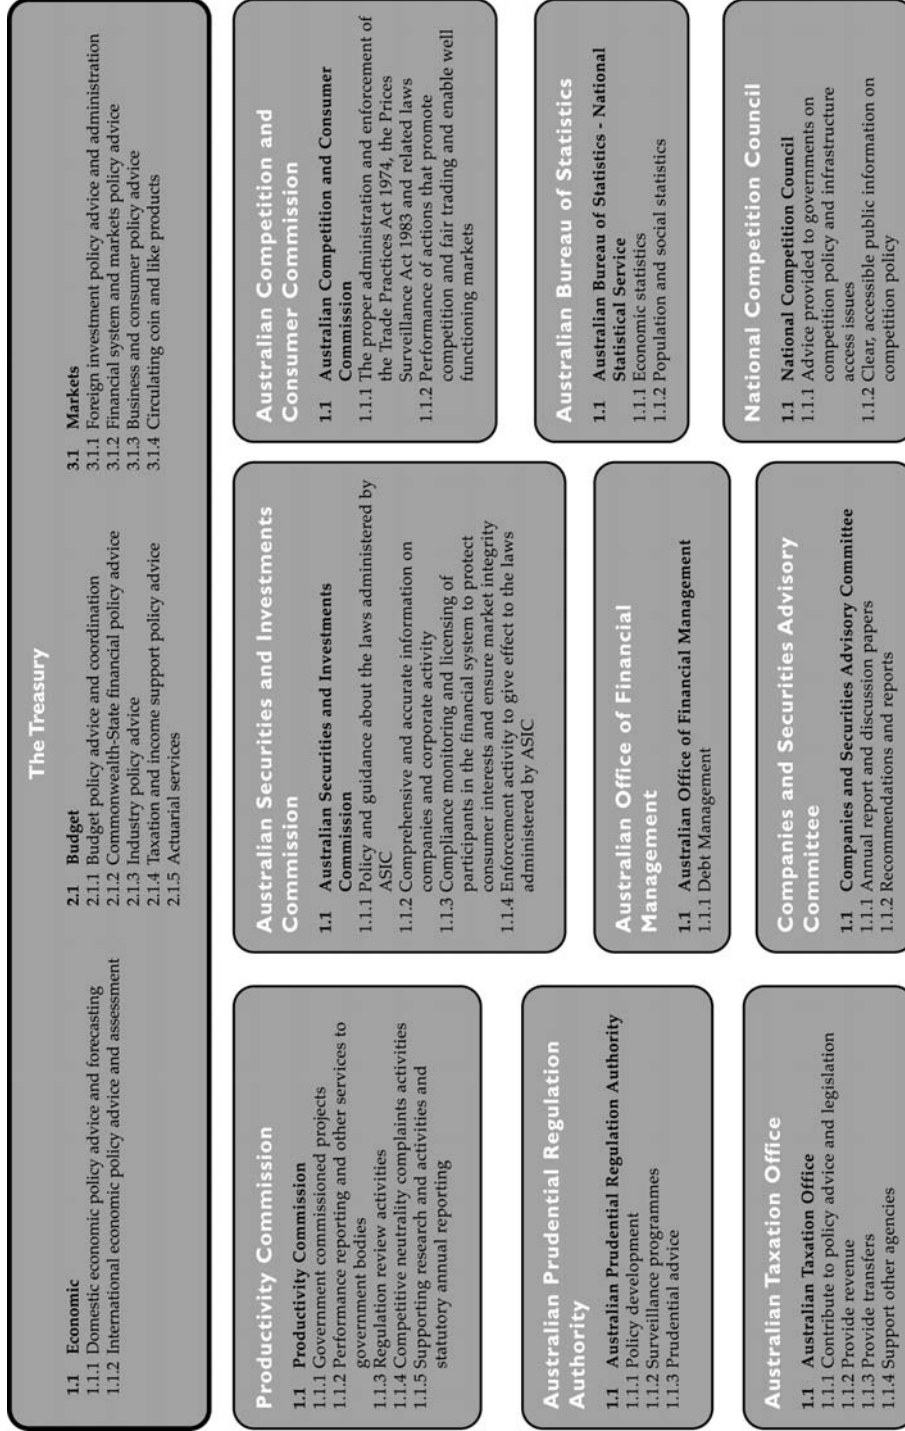 The Treasury
1.1 Economic
1.1.1 Domestic economic policy advice and forecasting
1.1.2 International economic policy advice and assessment
2.1 Budget
2.1.1 Budget policy advice and coordination
2.1.2 Commonwealth-State financial policy advice
2.1.3 Industry policy advice
2.1.4 Taxation and income support policy advice
2.1.5 Actuarial services
3.1 Markets
3.1.1 Foreign investment policy advice and administration
3.1.2 Financial system and markets policy advice
3.1.3 Business and consumer policy advice
3.1.4 Circulating coin and like products
Productivity Commission
1.1 Productivity Commission
1.1.1 Government commissioned projects
1.1.2 Performance reporting and other services to
government bodies
1.1.3 Regulation review activities
1.1.4 Competitive neutrality complaints activities
1.1.5 Supporting research and activities and
statutory annual reporting
Australian Securities and Investments
Commission
1.1 Australian Securities and Investments
Commission
1.1.1 Policy and guidance about the laws administered by
ASIC
1.1.2 Comprehensive and accurate information on
companies and corporate activity
1.1.3 Compliance monitoring and licensing of
participants in the financial system to protect
consumer interests and ensure market integrity
1.1.4 Enforcement activity to give effect to the laws
administered by ASIC
Australian Competition and
Consumer Commission
1.1 Australian Competition and Consumer
Commission
1.1.1 The proper administration and enforcement of
the Trade Practices Act 1974, the Prices
Surveillance Act 1983 and related laws
1.1.2 Performance of actions that promote
competition and fair trading and enable well
functioning markets
Australian Prudential Regulation
Authority
1.1 Australian Prudential Regulation Authority
1.1.1 Policy development
1.1.2 Surveillance programmes
1.1.3 Prudential advice
Australian Office of Financial
Management
1.1 Australian Office of Financial Management
1.1.1 Debt Management
Australian Bureau of Statistics
1.1 Australian Bureau of Statistics - National
Statistical Service
1.1.1 Economic statistics
1.1.2 Population and social statistics
Australian Taxation Office
1.1 Australian Taxation Office
1.1.1 Contribute to policy advice and legislation
1.1.2 Provide revenue
1.1.3 Provide transfers
1.1.4 Support other agencies
Companies and Securities Advisory
Committee
1.1 Companies and Securities Advisory Committee
1.1.1 Annual report and discussion papers
1.1.2 Recommendations and reports
National Competition Council
1.1 National Competition Council
1.1.1 Advice provided to governments on
competition policy and infrastructure
access issues
1.1.2 Clear, accessible public information on
competition policy